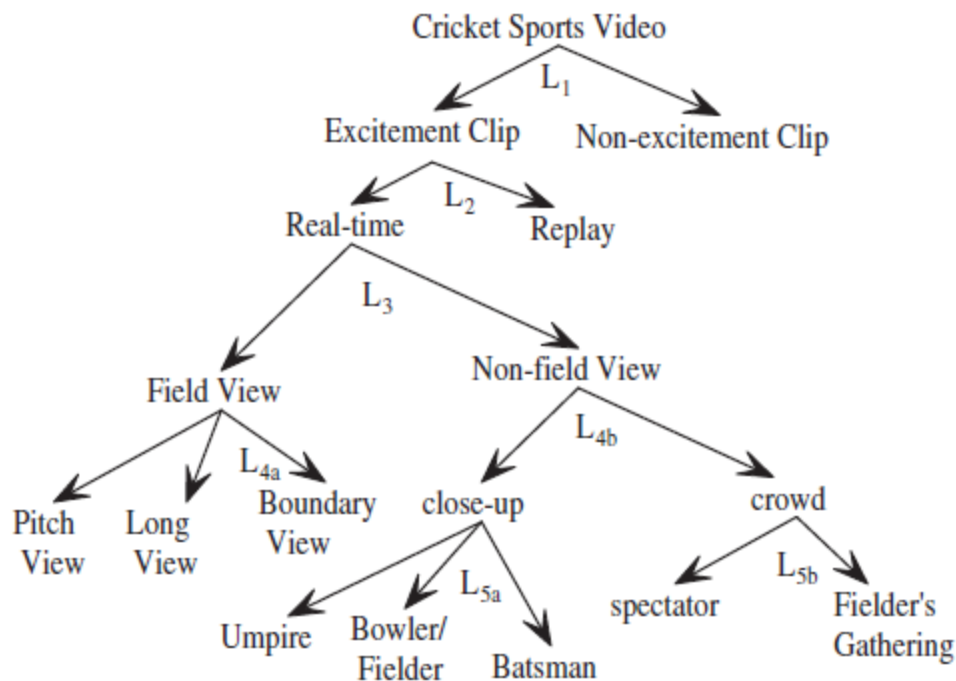 Cricket Sports Video
L1
Excitement Clip
Non-excitement Clip
L2
Real-time
Replay
L3
Field View
Non-field View
L4a
L4b
Pitch
View
Long
View
Boundary
View
close-up
crowd
L5a
L5b
Umpire
Bowler/
Fielder
Batsman
spectator
Fielder's
Gathering